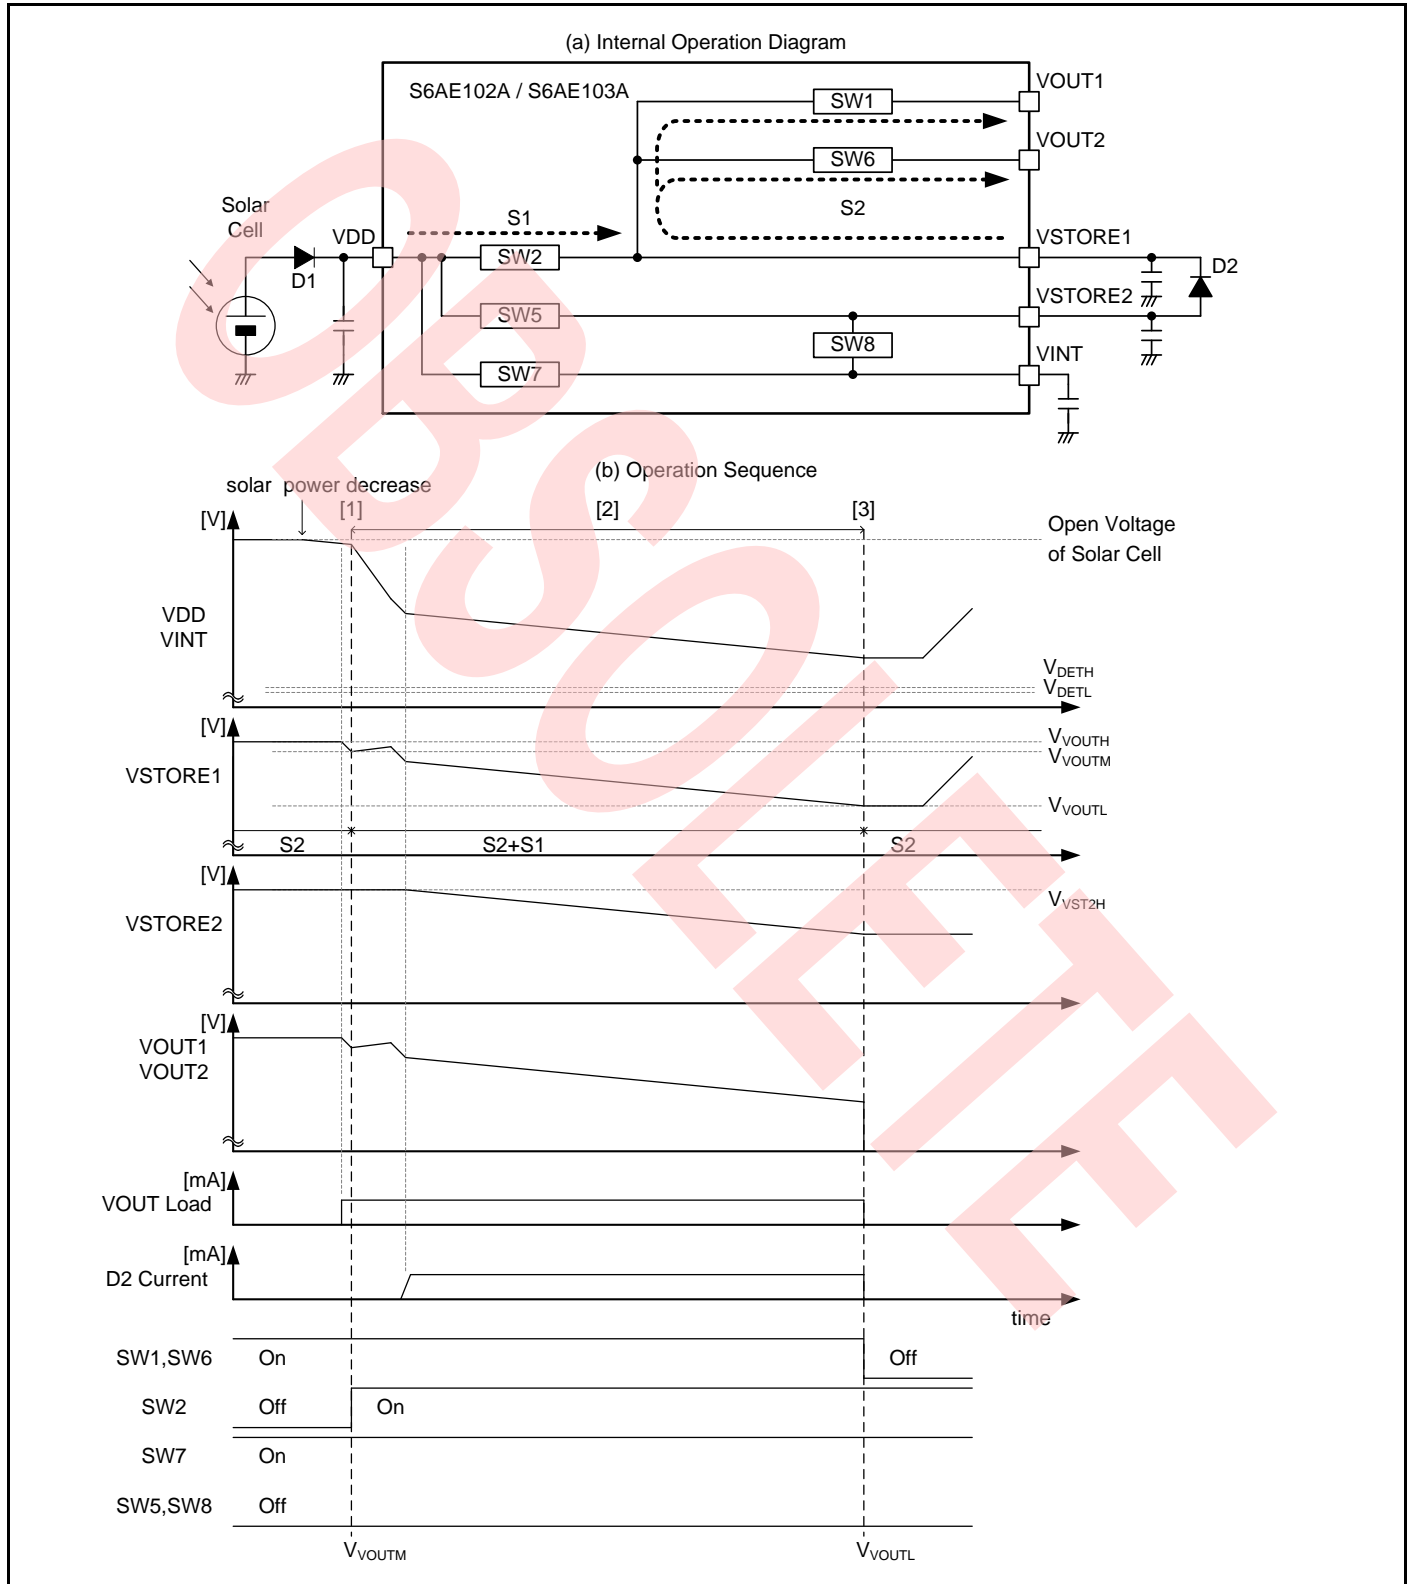 (a) Internal Operation Diagram
S6AE102A / S6AE103A
VOUT1
SW1
VOUT2
SW6
Solar
Cell
S1
S2
VDD
VSTORE1
D1
SW2
D2
VSTORE2
SW5
SW8
VINT
SW7
(b) Operation Sequence
solar power decrease
[V]
[1]
[2]
[3]
Open Voltage
of Solar Cell
VDD
VINT
VDETH
VDETL
[V]
VVOUTH
VVOUTM
VSTORE1
VVOUTL
S2
S2+S1
S2
[V]
VVST2H
VSTORE2
[V]
VOUT1
VOUT2
[mA]
VOUT Load
[mA]
D2 Current
time
SW1,SW6
On
Off
SW2
Off
On
SW7
On
SW5,SW8
Off
VVOUTM
VVOUTL
OBSOLETE